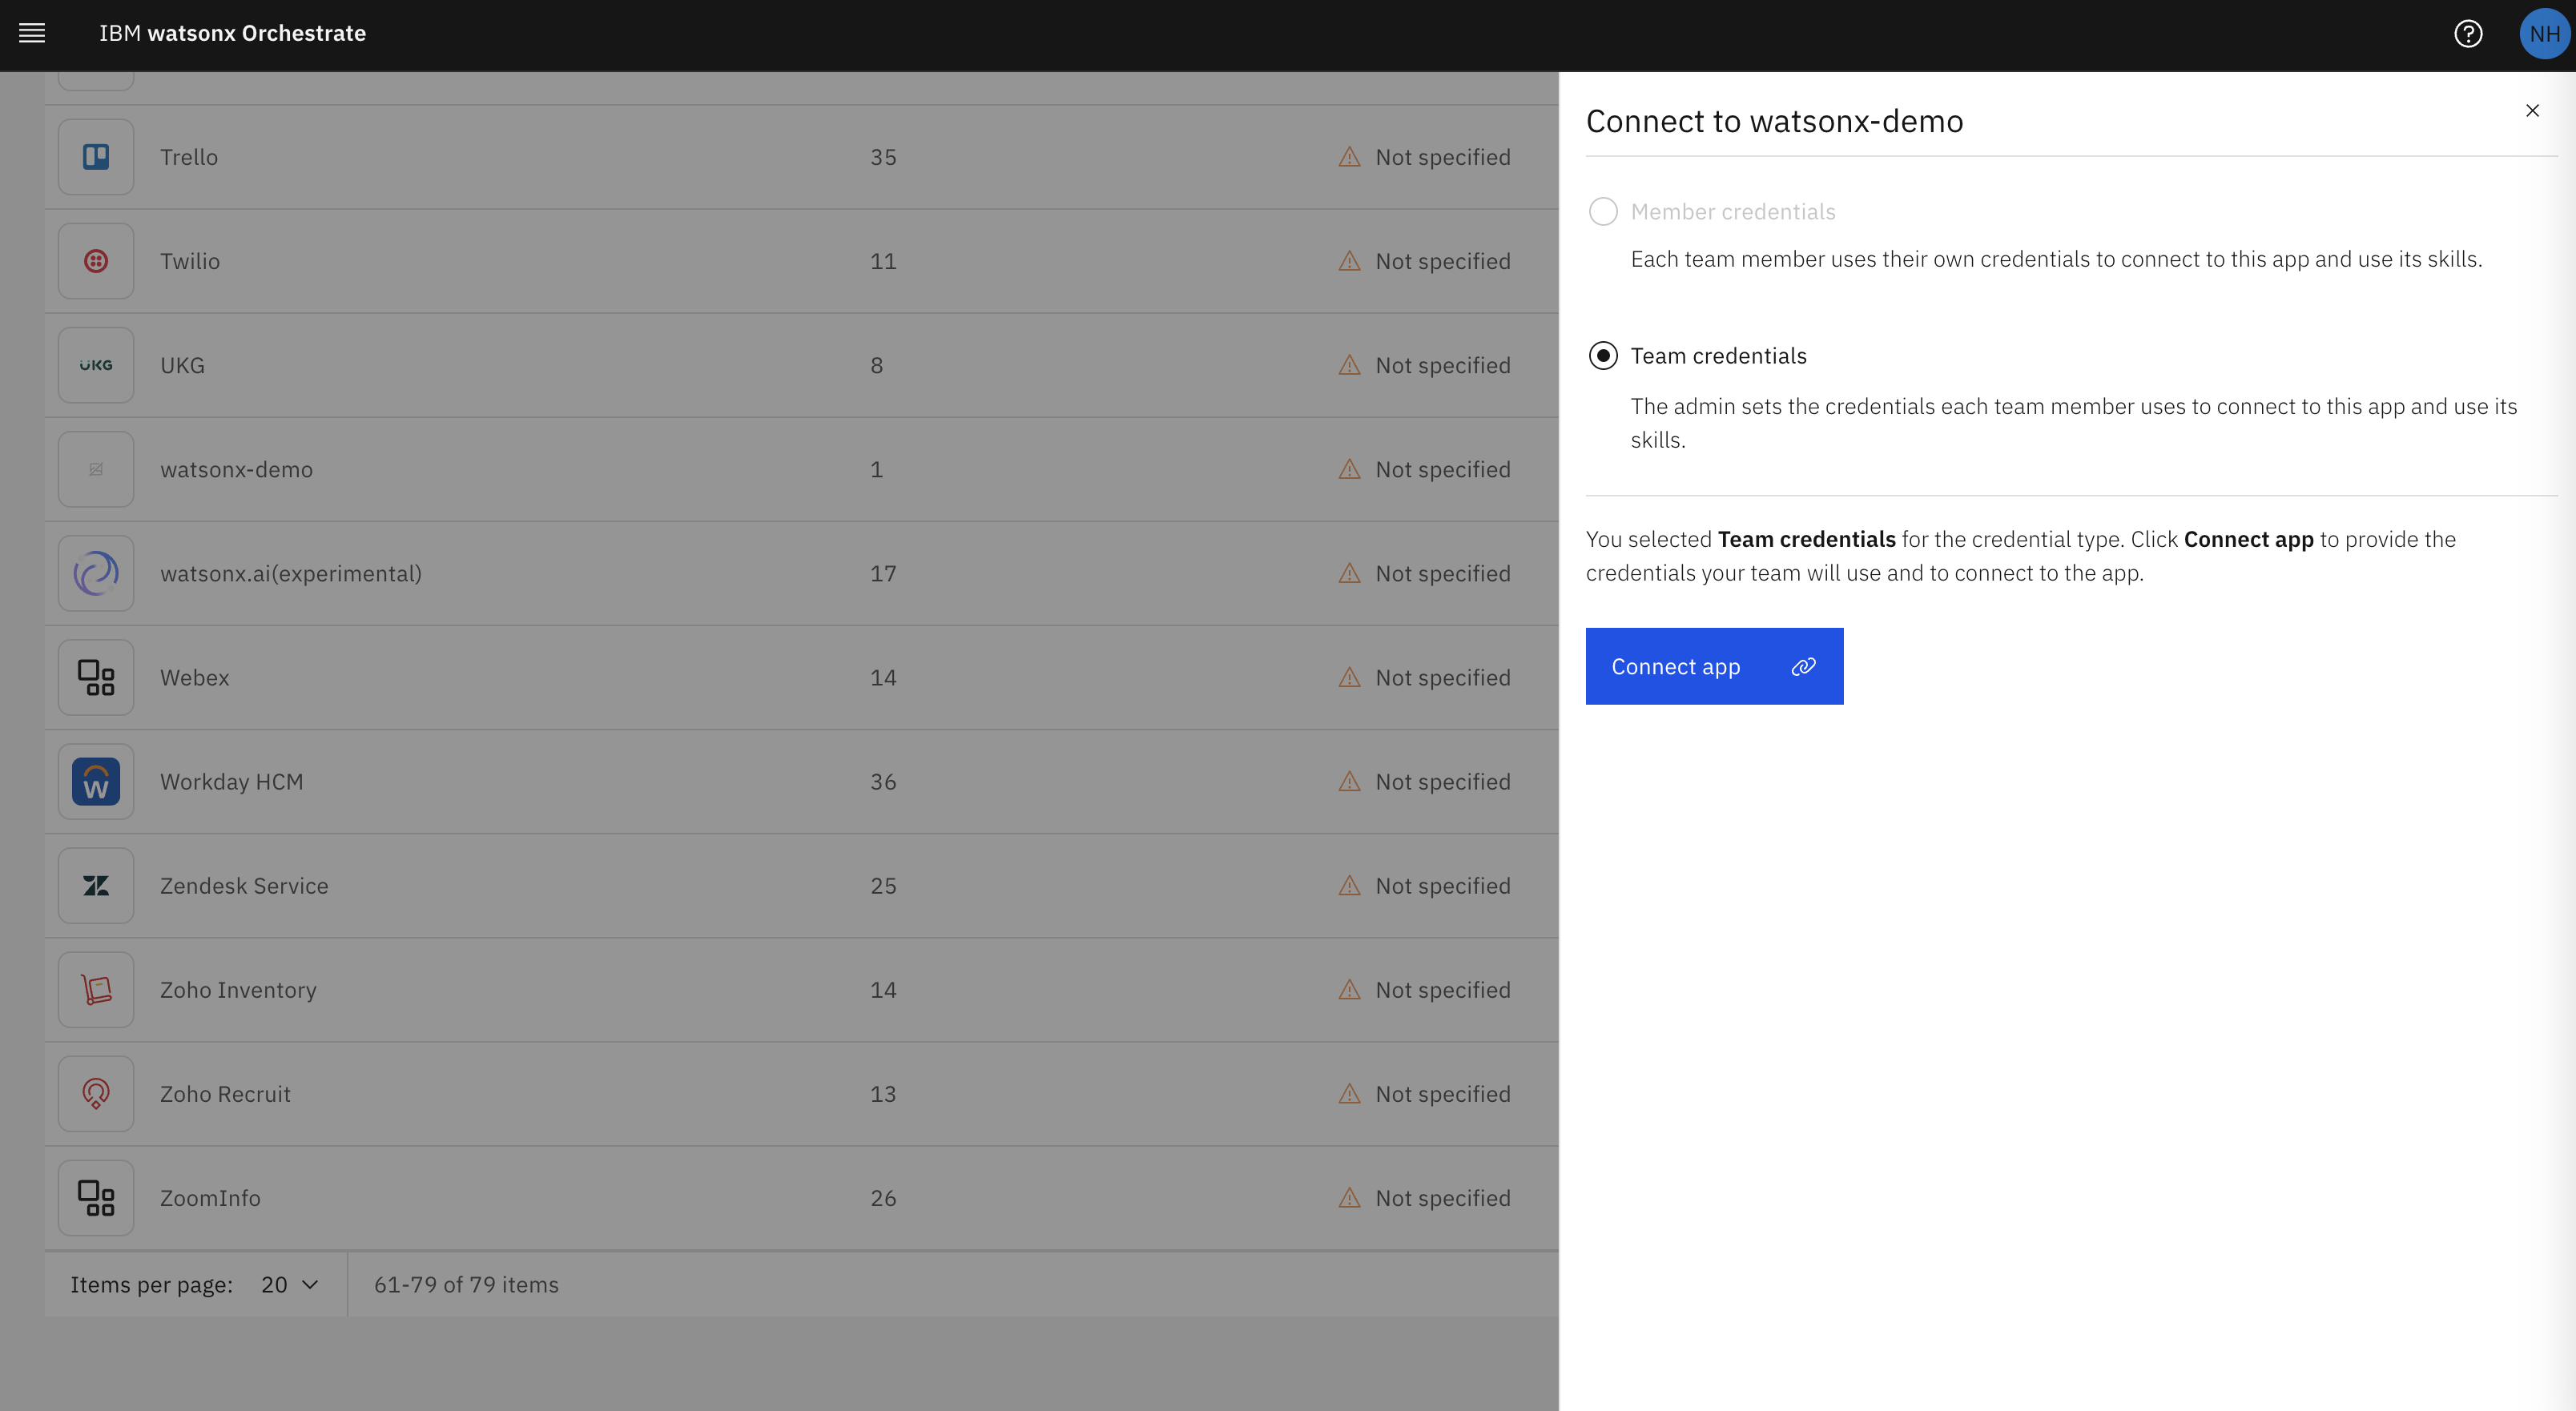 IBM watsonx Orchestrate
NH
Trello 35 Not specified
Twilio 11 Not specified
UKG UKG 8 Not specified
watsonx-demo 1 Not specified
watsonx.ai(experimental) 17 Not specified
Webex 14 Not specified
W Workday HCM 36 Not specified
Zendesk Service 25 Not specified
Zoho Inventory 14 Not specified
Zoho Recruit 13 Not specified
ZoomInfo 26 Not specified
Items per page: 20 61-79 of 79 items
Connect to watsonx-demo
Member credentials
Each team member uses their own credentials to connect to this app and use its skills.
Team credentials
The admin sets the credentials each team member uses to connect to this app and use its
skills.
You selected Team credentials for the credential type. Click Connect app to provide the
credentials your team will use and to connect to the app.
Connect app